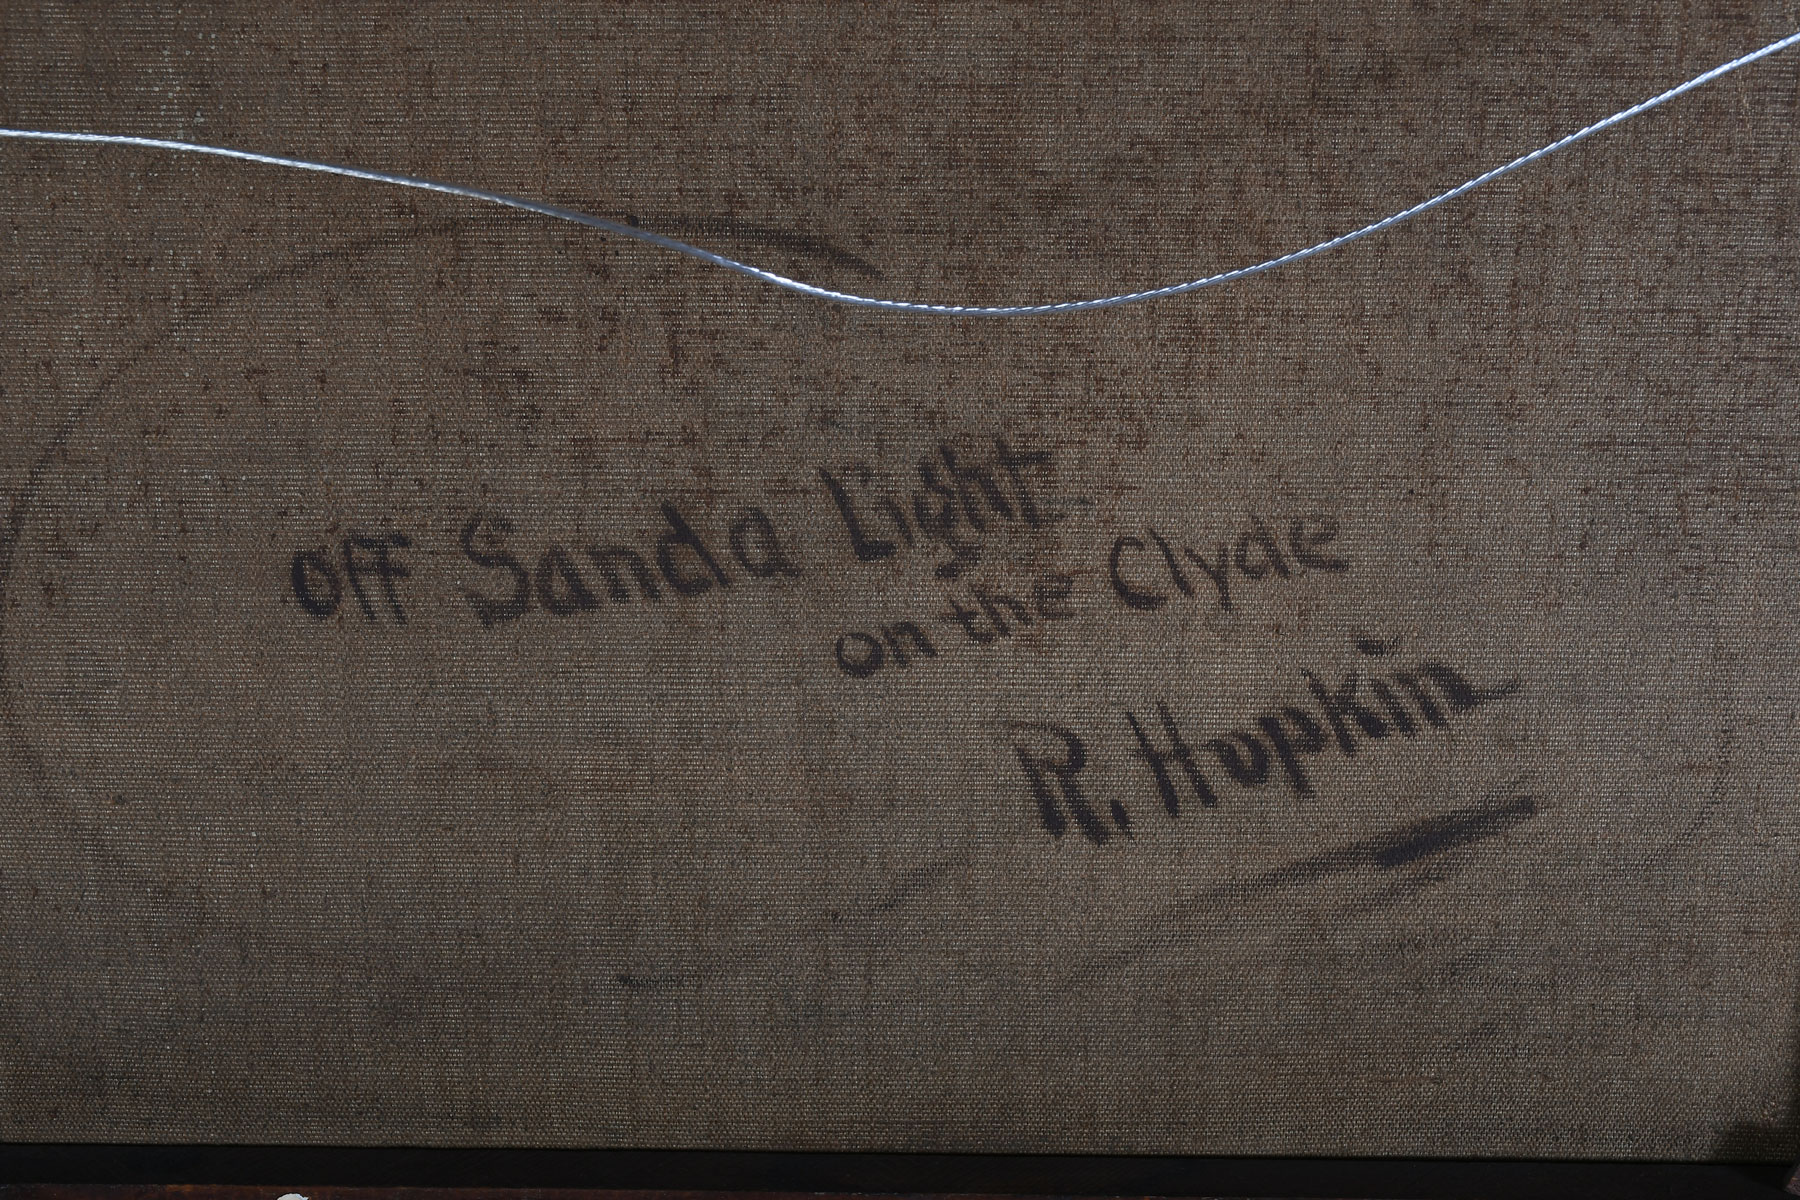 off Sanda Light
on the Clyde
R. Hopkin